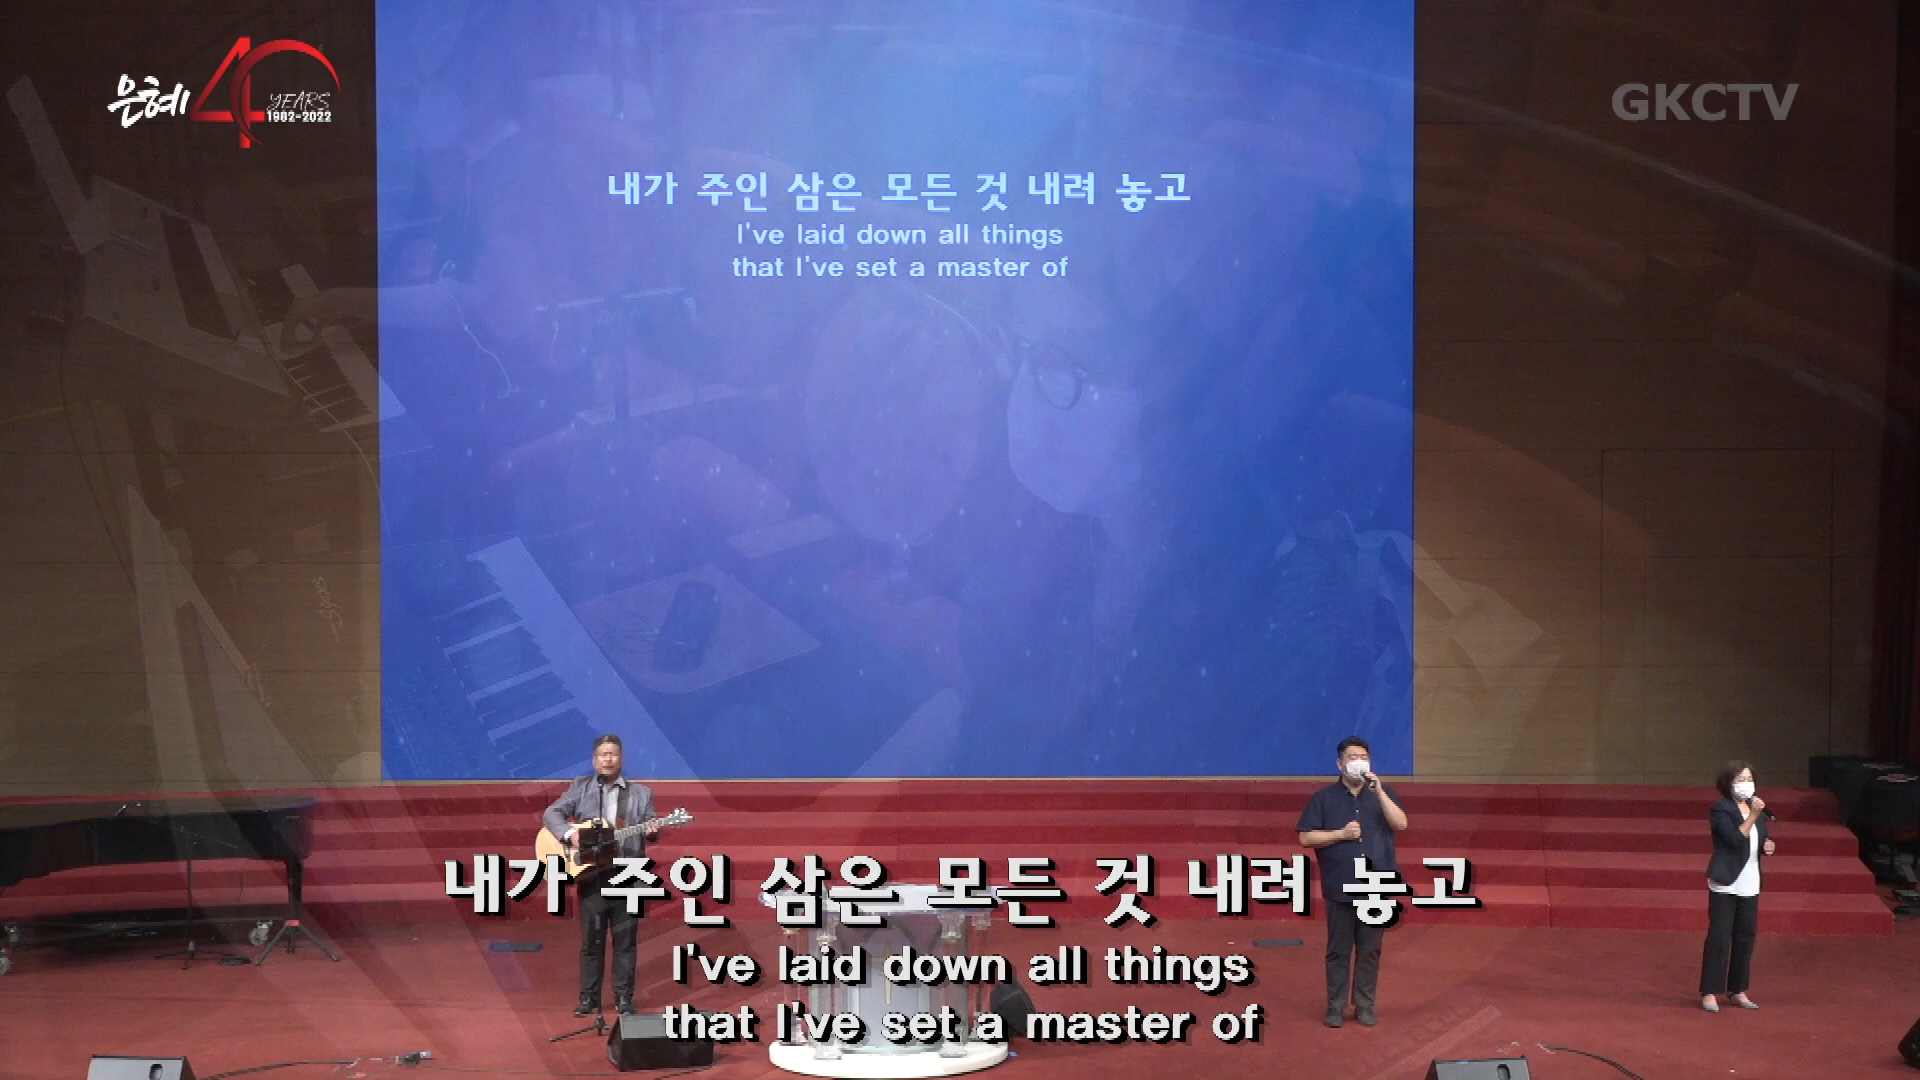 은혜 40
YEARS
1982-2022
GKCTV
내가 주인 삼은 모든 것 내려 놓고
I've laid down all things
that I've set a master of
내가 주인 삼은 모든 것 내려 놓고
I've laid down all things
that I've set a master of